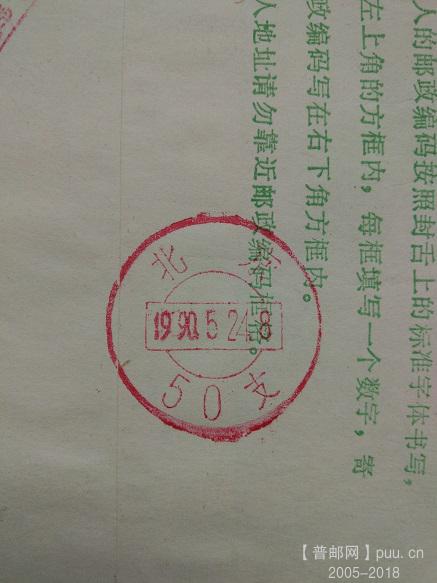 人的邮政编码按照封舌上的标准字体书写，
左上角的方框内，每框填写一个数字，寄
政编码写在右下角方框内。
人地址请勿靠近邮政编码框
北京
1990.5.24.8
50支
【普邮网】puu.cn
2005-2018